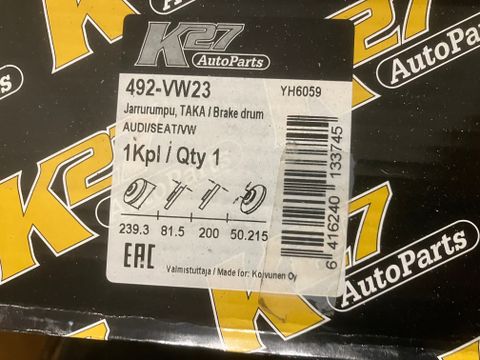 K27
AutoParts
492-VW23
YH6059
Jarrurumpu, TAKA / Brake drum
AUDI/SEAT/VW
1Kpl / Qty 1
239.3 81.5 200 50.215
EAC
Valmistuttaja / Made for: Koivunen Oy
6 416240 133745
K27
AutoParts